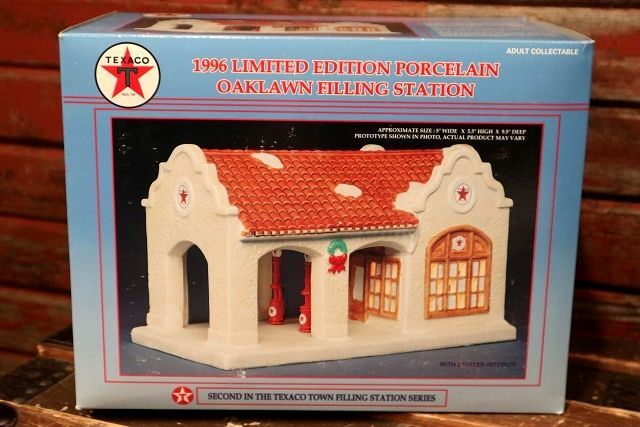 ADULT COLLECTABLE
TEXACO
T
1996 LIMITED EDITION PORCELAIN
OAKLAWN FILLING STATION
APPROXIMATE SIZE : 5" WIDE X 5.5" HIGH X 9.5" DEEP
PROTOTYPE SHOWN IN PHOTO, ACTUAL PRODUCT MAY VARY
WITH LIGHTED INTERIOR
SECOND IN THE TEXACO TOWN FILLING STATION SERIES